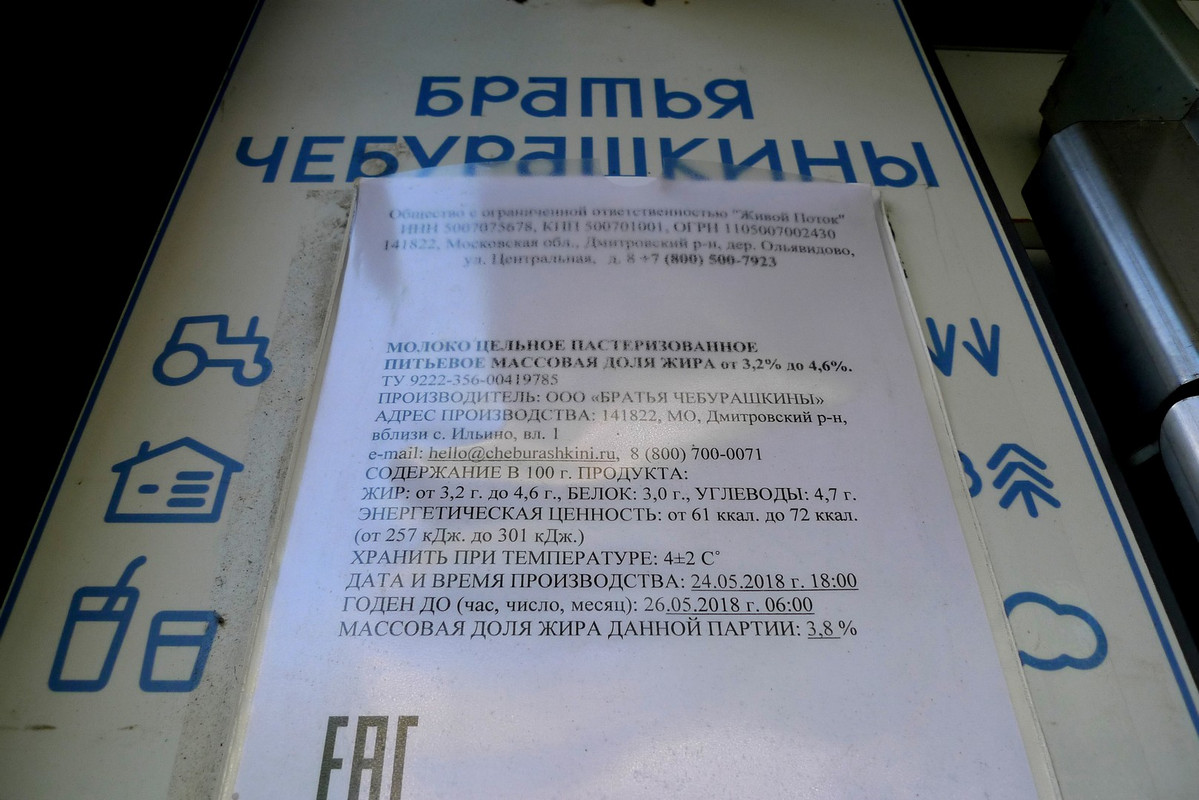 БРАТЬЯ
ЧЕБУРАШКИНЫ
Общество с ограниченной ответственностью "Живой Поток"
ИНН 5007075678, КПП 500701001, ОГРН 1105007002430
141822, Московская обл., Дмитровский р-н, дер. Ольявидово,
ул. Центральная, д. 8 +7 (800) 500-7923
МОЛОКО ЦЕЛЬНОЕ ПАСТЕРИЗОВАННОЕ
ПИТЬЕВОЕ МАССОВАЯ ДОЛЯ ЖИРА от 3,2% до 4,6%.
ТУ 9222-356-00419785
ПРОИЗВОДИТЕЛЬ: ООО «БРАТЬЯ ЧЕБУРАШКИНЫ»
АДРЕС ПРОИЗВОДСТВА: 141822, МО, Дмитровский р-н,
вблизи с. Ильино, вл. 1
e-mail: hello@cheburashkini.ru, 8 (800) 700-0071
СОДЕРЖАНИЕ В 100 г. ПРОДУКТА:
ЖИР: от 3,2 г. до 4,6 г., БЕЛОК: 3,0 г., УГЛЕВОДЫ: 4,7 г.
ЭНЕРГЕТИЧЕСКАЯ ЦЕННОСТЬ: от 61 ккал. до 72 ккал.
(от 257 кДж. до 301 кДж.)
ХРАНИТЬ ПРИ ТЕМПЕРАТУРЕ: 4±2 С°
ДАТА И ВРЕМЯ ПРОИЗВОДСТВА: 24.05.2018 г. 18:00
ГОДЕН ДО (час, число, месяц): 26.05.2018 г. 06:00
МАССОВАЯ ДОЛЯ ЖИРА ДАННОЙ ПАРТИИ: 3,8 %
ЕАС